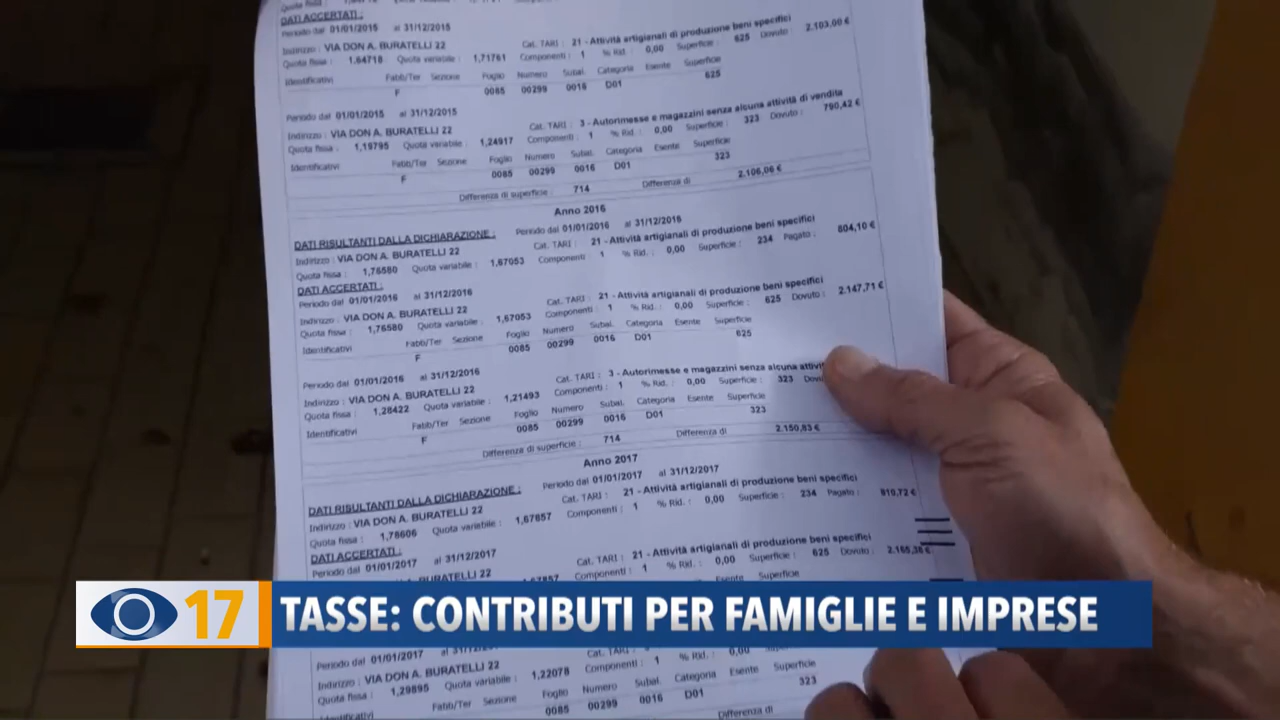 Quota fissa
DATI ACCERTATI :
Periodo dal 01/01/2015 al 31/12/2015
Indirizzo : VIA DON A. BURATELLI 22 Cat. TARI : 21 - Attività artigianali di produzione beni specifici
Quota fissa : 1,64718 Quota variabile : 1,71761 Componenti : 1 % Rid. : 0,00 Superficie : 625 Dovuto : 2.103,00 €
Identificativi Fabb/Ter Sezione Foglio Numero Subal. Categoria Esente Superficie
F 0085 00299 0016 D01 625
Periodo dal 01/01/2015 al 31/12/2015
Indirizzo : VIA DON A. BURATELLI 22 Cat. TARI : 3 - Autorimesse e magazzini senza alcuna attività di vendita
Quota fissa : 1,19795 Quota variabile : 1,24917 Componenti : 1 % Rid. : 0,00 Superficie : 323 Dovuto : 790,42 €
Identificativi Fabb/Ter Sezione Foglio Numero Subal. Categoria Esente Superficie
F 0085 00299 0016 D01 323
Differenza di superficie : 714 Differenza di 2.106,06 €
Anno 2016
DATI RISULTANTI DALLA DICHIARAZIONE : Periodo dal 01/01/2016 al 31/12/2016
Indirizzo : VIA DON A. BURATELLI 22 Cat. TARI : 21 - Attività artigianali di produzione beni specifici
Quota fissa : 1,76580 Quota variabile : 1,67053 Componenti 1 % Rid. : 0,00 Superficie : 234 Pagato : 804,10 €
DATI ACCERTATI :
Periodo dal 01/01/2016 al 31/12/2016
Indirizzo : VIA DON A. BURATELLI 22 Cat. TARI : 21 - Attività artigianali di produzione beni specifici
Quota fissa : 1,76580 Quota variabile : 1,67053 Componenti : 1 % Rid. : 0,00 Superficie : 625 Dovuto : 2.147,71 €
Identificativi Fabb/Ter Sezione Foglio Numero Subal. Categoria Esente Superficie
F 0085 00299 0016 D01 625
Periodo dal 01/01/2016 al 31/12/2016
Indirizzo : VIA DON A. BURATELLI 22 Cat. TARI : 3 - Autorimesse e magazzini senza alcuna
Quota fissa : 1,28422 Quota variabile : 1,21493 Componenti : 1 % Rid. : 0,00 Superficie : 323
Identificativi Fabb/Ter Sezione Foglio Numero Subal. Categoria Esente Superficie
F 0085 00299 0016 D01 323
Differenza di superficie : 714 Differenza di 2.150,83 €
Anno 2017
DATI RISULTANTI DALLA DICHIARAZIONE : Periodo dal 01/01/2017 al 31/12/2017
Indirizzo : VIA DON A. BURATELLI 22 Cat. TARI : 21 - Attività artigianali di produzione beni specifici
Quota fissa : 1,78606 Quota variabile : 1,67857 Componenti : 1 % Rid. : 0,00 Superficie : 234 Pagato : 810,72 €
DATI ACCERTATI :
Periodo dal 01/01/2017 al 31/12/2017
BURATELLI 22 Cat. TARI : 21 - Attività artigianali di produzione beni specifici
1,67857 Componenti : 1 % Rid. : 0,00 Superficie : 625 Dovuto : 2.165,38 €
Esente Superficie
17 TASSE: CONTRIBUTI PER FAMIGLIE E IMPRESE
Periodo dal 01/01/2017 al
Indirizzo : VIA DON A. BURATELLI 22 Cat. TARI :
Quota fissa : 1,29895 Quota variabile : 1,22078 Componenti : 1 % Rid. : 0,00 Superficie
Identificativi Fabb/Ter Sezione Foglio Numero Subal. Categoria Esente Superficie
0085 00299 0016 D01 323
Differenza di